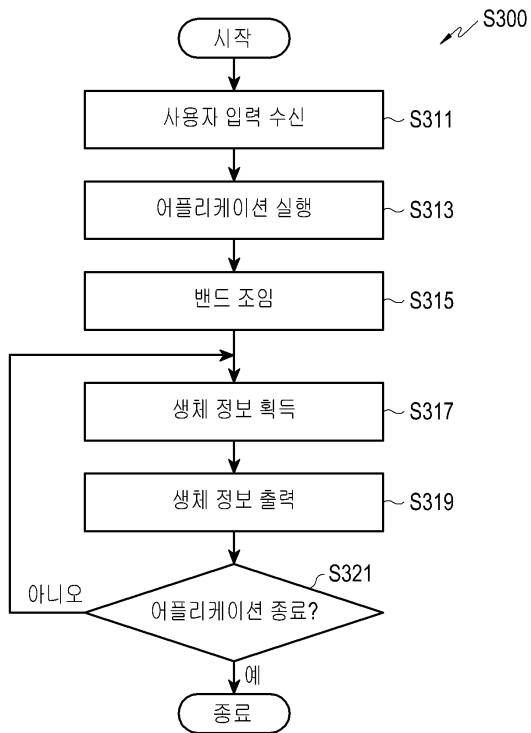 시작
S300
사용자 입력 수신
S311
어플리케이션 실행
S313
밴드 조임
S315
생체 정보 획득
S317
생체 정보 출력
S319
S321
아니오
어플리케이션 종료?
예
종료